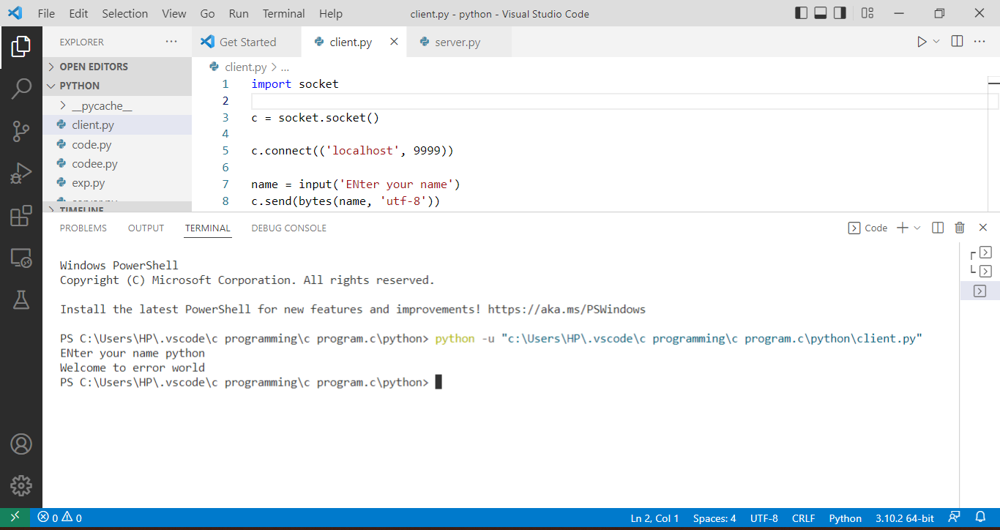 File Edit Selection View Go Run Terminal Help client.py - python - Visual Studio Code
EXPLORER
Get Started
client.py
server.py
OPEN EDITORS
PYTHON
__pycache__
client.py
code.py
codee.py
exp.py
server.py
TIMELINE
client.py > ...
1 import socket
2
3 c = socket.socket()
4
5 c.connect(('localhost', 9999))
6
7 name = input('ENter your name')
8 c.send(bytes(name, 'utf-8'))
PROBLEMS OUTPUT TERMINAL DEBUG CONSOLE Code
Windows PowerShell
Copyright (C) Microsoft Corporation. All rights reserved.
Install the latest PowerShell for new features and improvements! https://aka.ms/PSWindows
PS C:\Users\HP\.vscode\c programming\c program.c\python> python -u "c:\Users\HP\.vscode\c programming\c program.c\python\client.py"
ENter your name python
Welcome to error world
PS C:\Users\HP\.vscode\c programming\c program.c\python>
0 0 Ln 2, Col 1 Spaces: 4 UTF-8 CRLF Python 3.10.2 64-bit